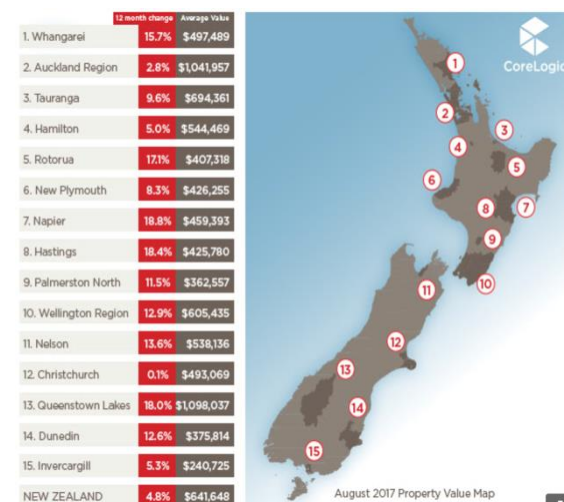 12 month change Average Value
1. Whangarei 15.7% $497,489
2. Auckland Region 2.8% $1,041,957
3. Tauranga 9.6% $694,361
4. Hamilton 5.0% $544,469
5. Rotorua 17.1% $407,318
6. New Plymouth 8.3% $426,255
7. Napier 18.8% $459,393
8. Hastings 18.4% $425,780
9. Palmerston North 11.5% $362,557
10. Wellington Region 12.9% $605,435
11. Nelson 13.6% $538,136
12. Christchurch 0.1% $493,069
13. Queenstown Lakes 18.0% $1,098,037
14. Dunedin 12.6% $375,814
15. Invercargill 5.3% $240,725
NEW ZEALAND 4.8% $641,648
CoreLogic
1
2
3
4
5
6
7
8
9
10
11
12
13
14
15
August 2017 Property Value Map